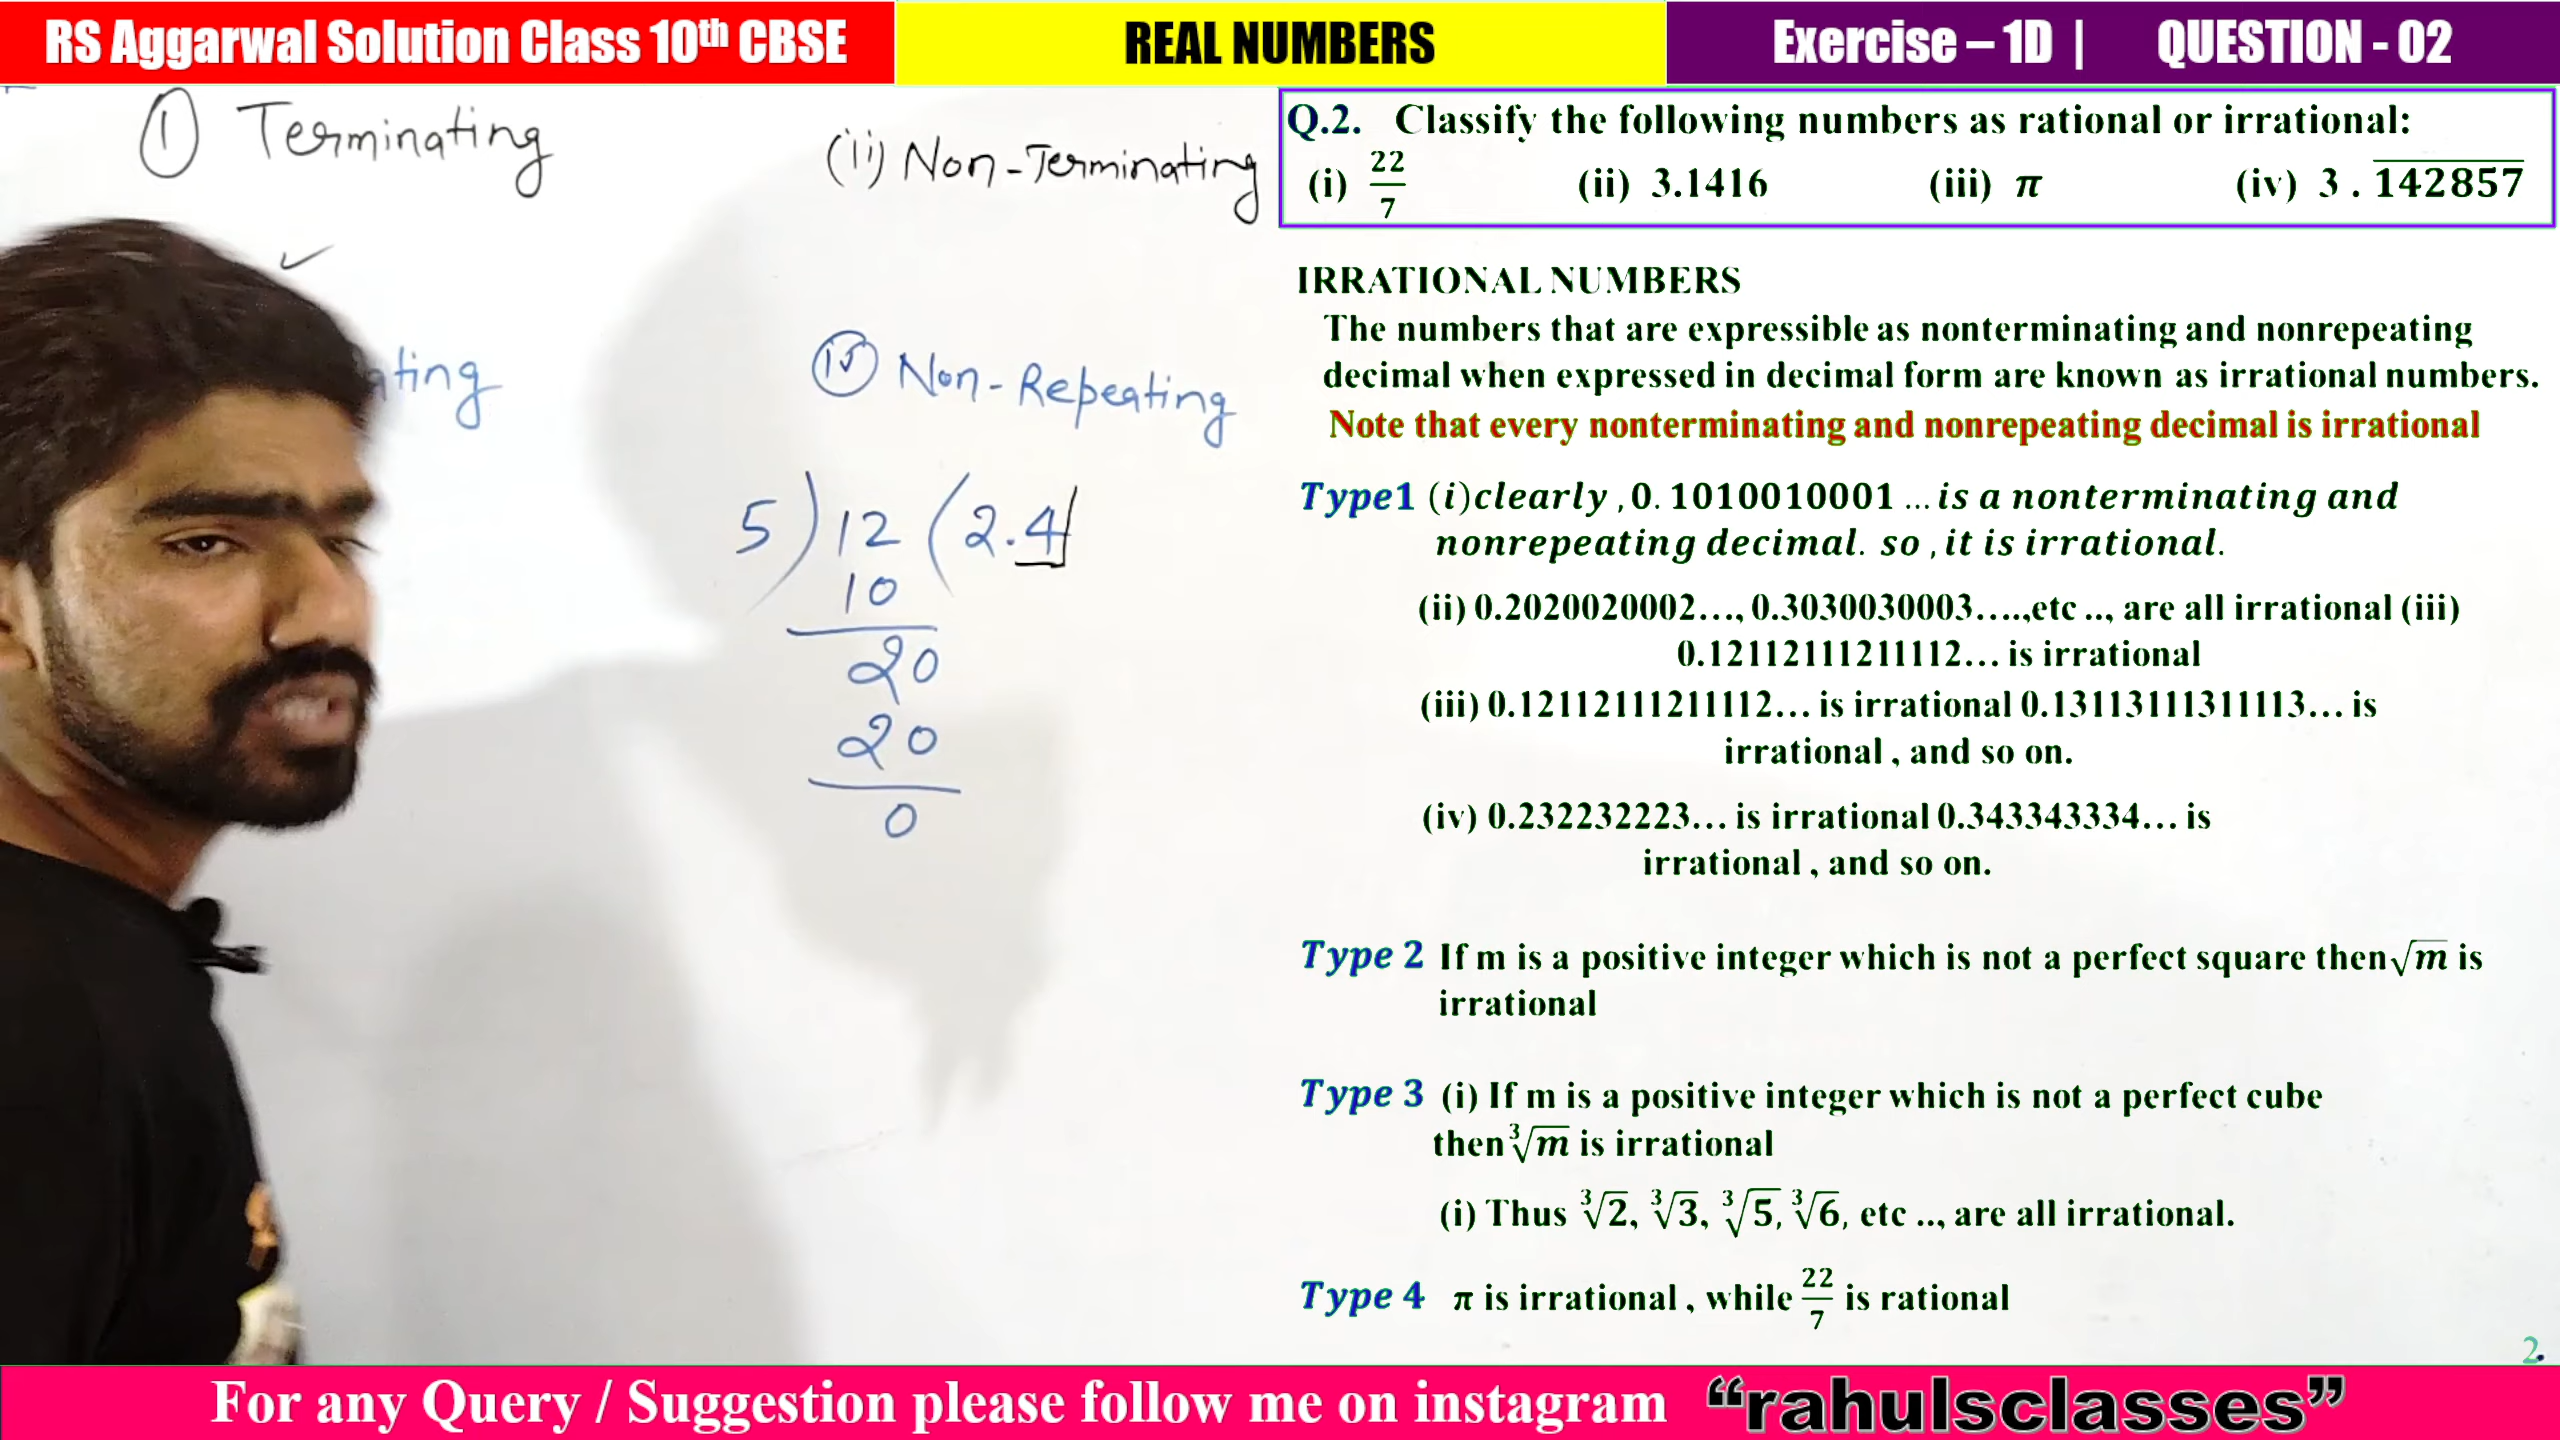 RS Aggarwal Solution Class 10th CBSE
REAL NUMBERS
Exercise – 1D | QUESTION - 02
① Terminating
(ii) Non-Terminating
ating
ⓘⓥ Non-Repeating
5 ) 12 ( 2.4
10
20
20
0
Q.2. Classify the following numbers as rational or irrational:
(i) 22/7 (ii) 3.1416 (iii) π (iv) 3 . 1̅4̅2̅8̅5̅7̅
IRRATIONAL NUMBERS
The numbers that are expressible as nonterminating and nonrepeating
decimal when expressed in decimal form are known as irrational numbers.
Note that every nonterminating and nonrepeating decimal is irrational
Type1 (i)clearly ,0. 1010010001 ... is a nonterminating and
nonrepeating decimal. so , it is irrational.
(ii) 0.2020020002…, 0.3030030003….,etc .., are all irrational (iii)
0.12112111211112… is irrational
(iii) 0.12112111211112… is irrational 0.13113111311113… is
irrational , and so on.
(iv) 0.232232223… is irrational 0.343343334… is
irrational , and so on.
Type 2 If m is a positive integer which is not a perfect square then √m is
irrational
Type 3 (i) If m is a positive integer which is not a perfect cube
then ∛m is irrational
(i) Thus ∛2, ∛3, ∛5, ∛6, etc .., are all irrational.
Type 4 π is irrational , while 22/7 is rational
2.
For any Query / Suggestion please follow me on instagram “rahulsclasses”